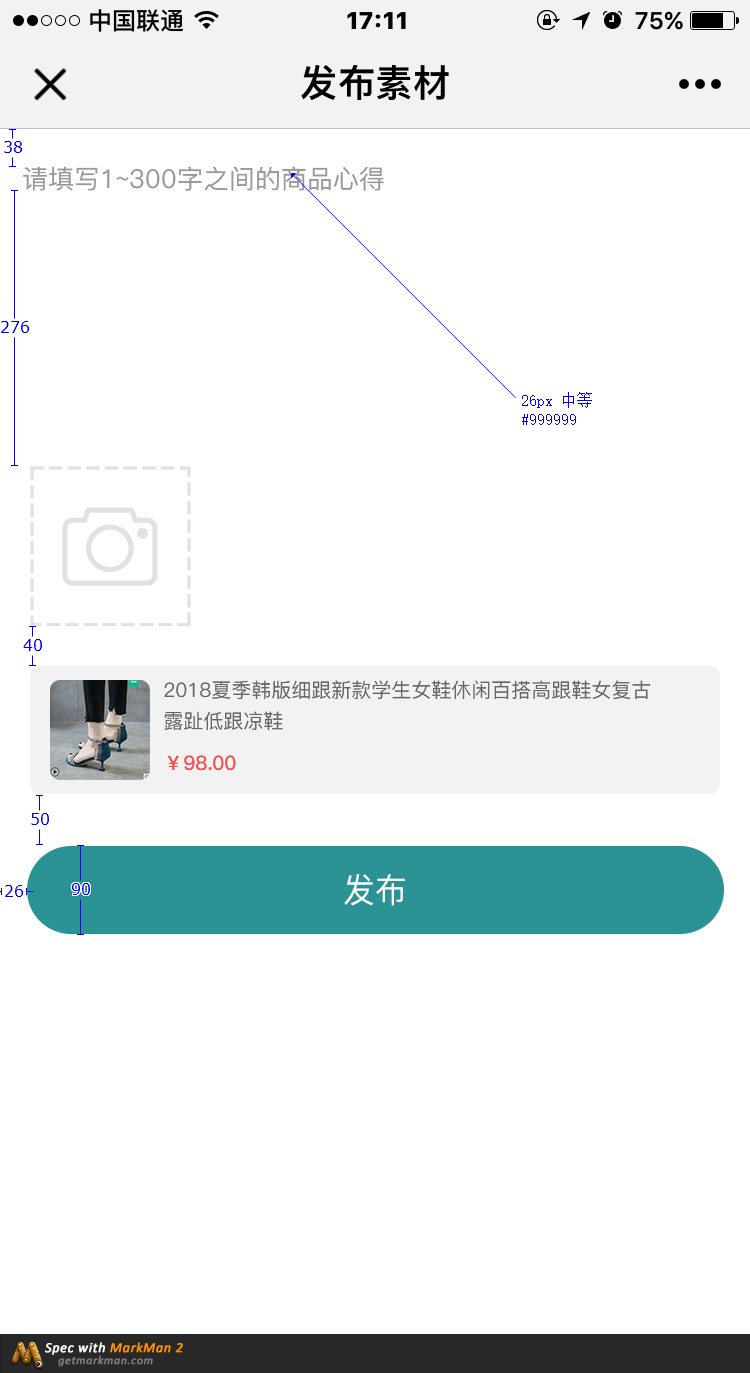 中国联通 17:11 75%
发布素材
38
请填写1~300字之间的商品心得
276
26px 中等
#999999
40
2018夏季韩版细跟新款学生女鞋休闲百搭高跟鞋女复古
露趾低跟凉鞋
¥98.00
50
26
90
发布
Spec with MarkMan 2
getmarkman.com